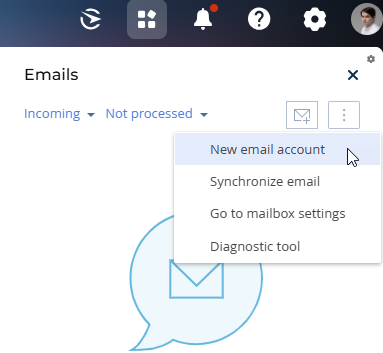 Emails
Incoming Not processed
New email account
Synchronize email
Go to mailbox settings
Diagnostic tool